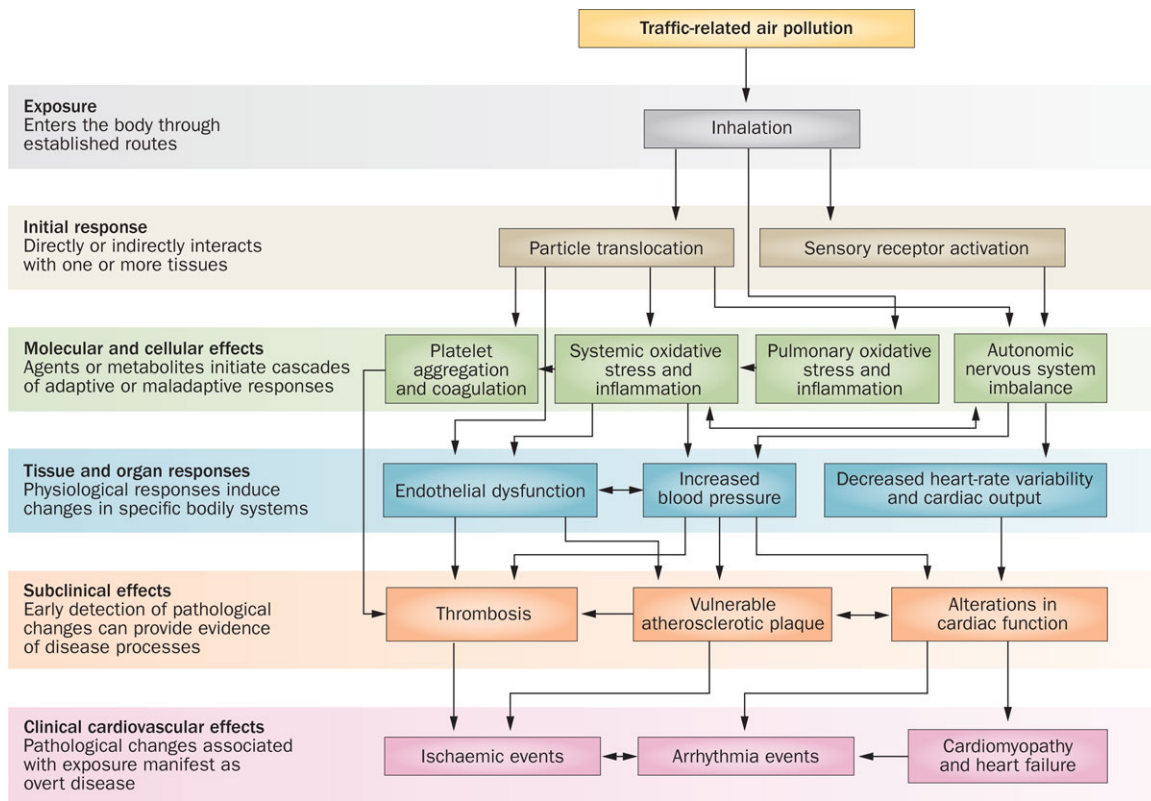 Traffic-related air pollution
Exposure
Enters the body through
established routes
Inhalation
Initial response
Directly or indirectly interacts
with one or more tissues
Particle translocation
Sensory receptor activation
Molecular and cellular effects
Agents or metabolites initiate cascades
of adaptive or maladaptive responses
Platelet
aggregation
and coagulation
Systemic oxidative
stress and
inflammation
Pulmonary oxidative
stress and
inflammation
Autonomic
nervous system
imbalance
Tissue and organ responses
Physiological responses induce
changes in specific bodily systems
Endothelial dysfunction
Increased
blood pressure
Decreased heart-rate variability
and cardiac output
Subclinical effects
Early detection of pathological
changes can provide evidence
of disease processes
Thrombosis
Vulnerable
atherosclerotic plaque
Alterations in
cardiac function
Clinical cardiovascular effects
Pathological changes associated
with exposure manifest as
overt disease
Ischaemic events
Arrhythmia events
Cardiomyopathy
and heart failure